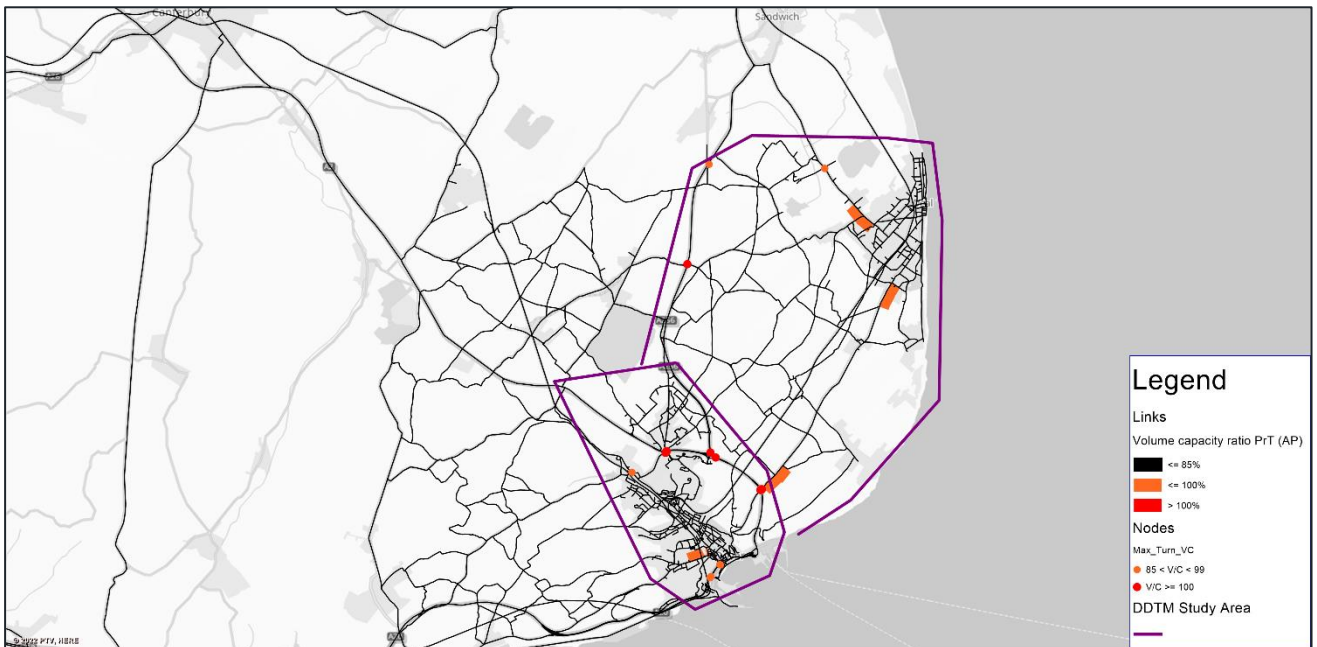 Canterbury
Sandwich
Legend
Links
Volume capacity ratio PrT (AP)
<= 85%
<= 100%
> 100%
Nodes
Max_Turn_VC
85 < V/C < 99
V/C >= 100
DDTM Study Area
© 2022 PTV, HERE